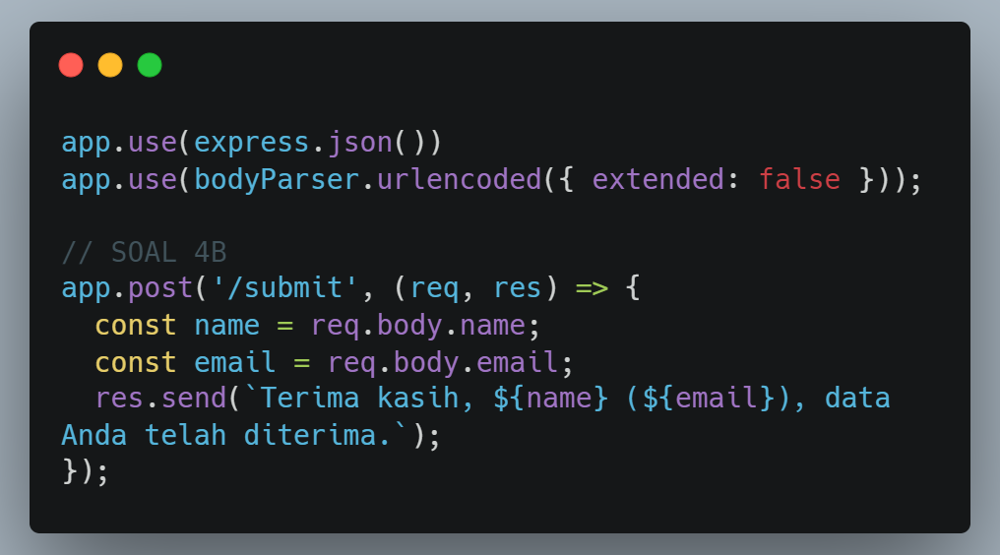 app.use(express.json())
app.use(bodyParser.urlencoded({ extended: false }));

// SOAL 4B
app.post('/submit', (req, res) => {
  const name = req.body.name;
  const email = req.body.email;
  res.send(`Terima kasih, ${name} (${email}), data
Anda telah diterima.`);
});